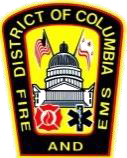 DISTRICT OF COLUMBIA
FIRE AND EMS